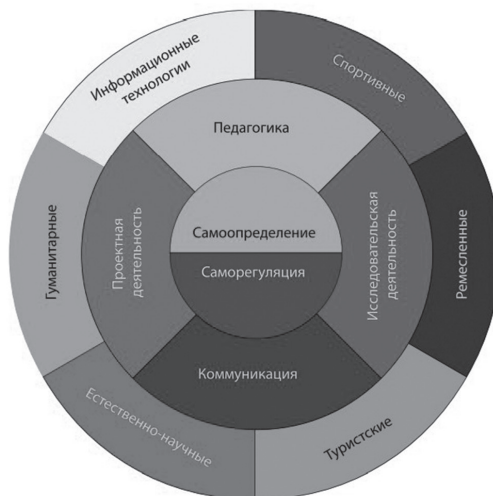 Информационные
технологии
Спортивные
Педагогика
Гуманитарные
Проектная
деятельность
Самоопределение
Саморегуляция
Исследовательская
деятельность
Ремесленные
Коммуникация
Естественно-научные
Туристские